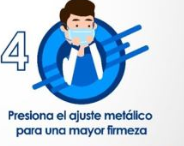 4
Presiona el ajuste metálico
para una mayor firmeza